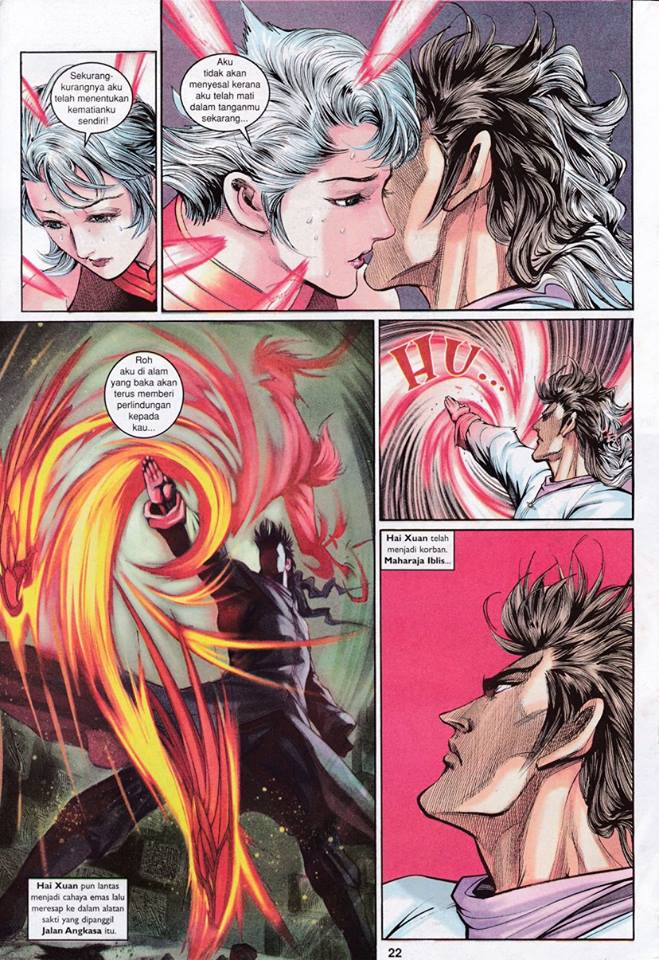 Sekurang-
kurangnya aku
telah menentukan
kematianku
sendiri!
Aku
tidak akan
menyesal kerana
aku telah mati
dalam tanganmu
sekarang...
Roh
aku di alam
yang baka akan
terus memberi
perlindungan
kepada
kau...
HU...
Hai Xuan telah
menjadi korban.
Maharaja Iblis...
Hai Xuan pun lantas
menjadi cahaya emas lalu
meresap ke dalam alatan
sakti yang dipanggil
Jalan Angkasa itu.
22